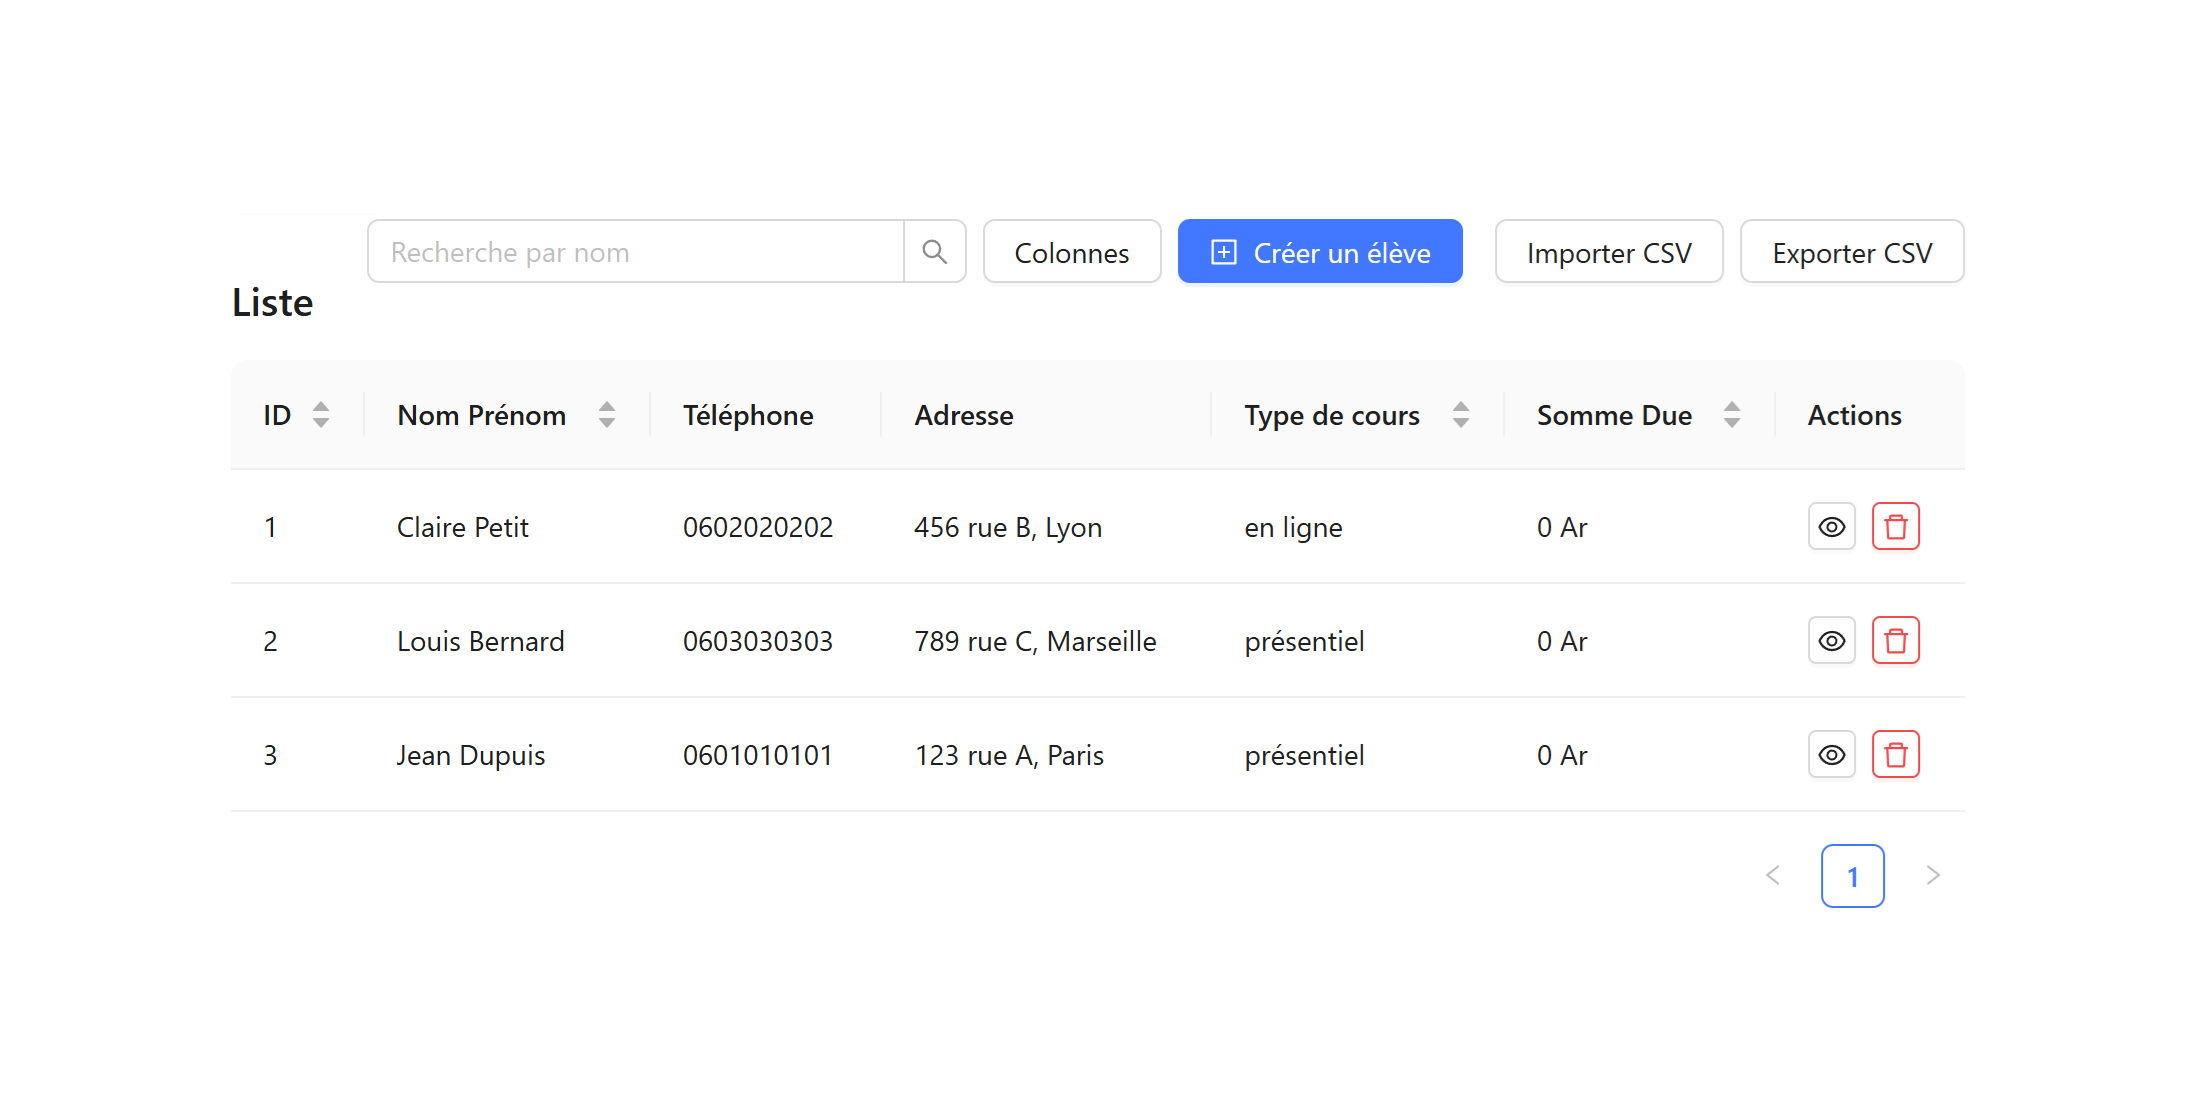 Recherche par nom Colonnes Créer un élève Importer CSV Exporter CSV
Liste
ID Nom Prénom Téléphone Adresse Type de cours Somme Due Actions
1 Claire Petit 0602020202 456 rue B, Lyon en ligne 0 Ar
2 Louis Bernard 0603030303 789 rue C, Marseille présentiel 0 Ar
3 Jean Dupuis 0601010101 123 rue A, Paris présentiel 0 Ar
1